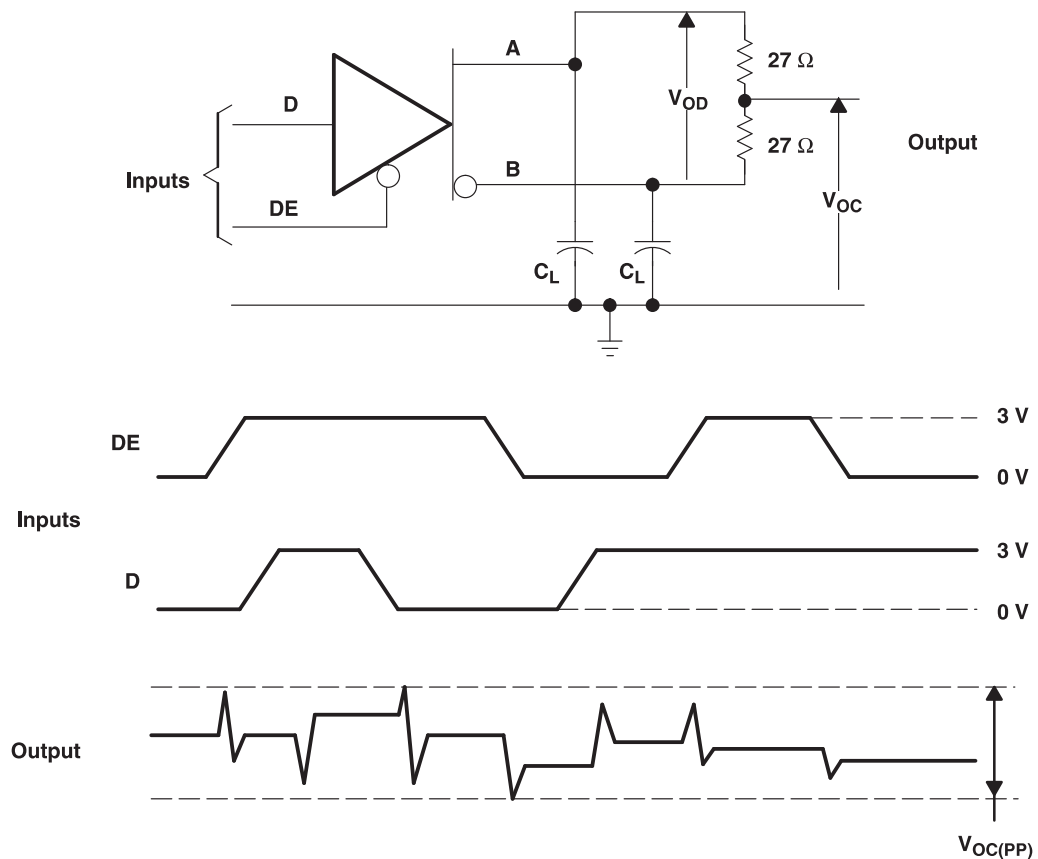 A
27 Ω
D
V_OD
27 Ω
Output
Inputs
B
V_OC
DE
C_L
C_L
DE
3 V
0 V
Inputs
D
3 V
0 V
Output
V_OC(PP)